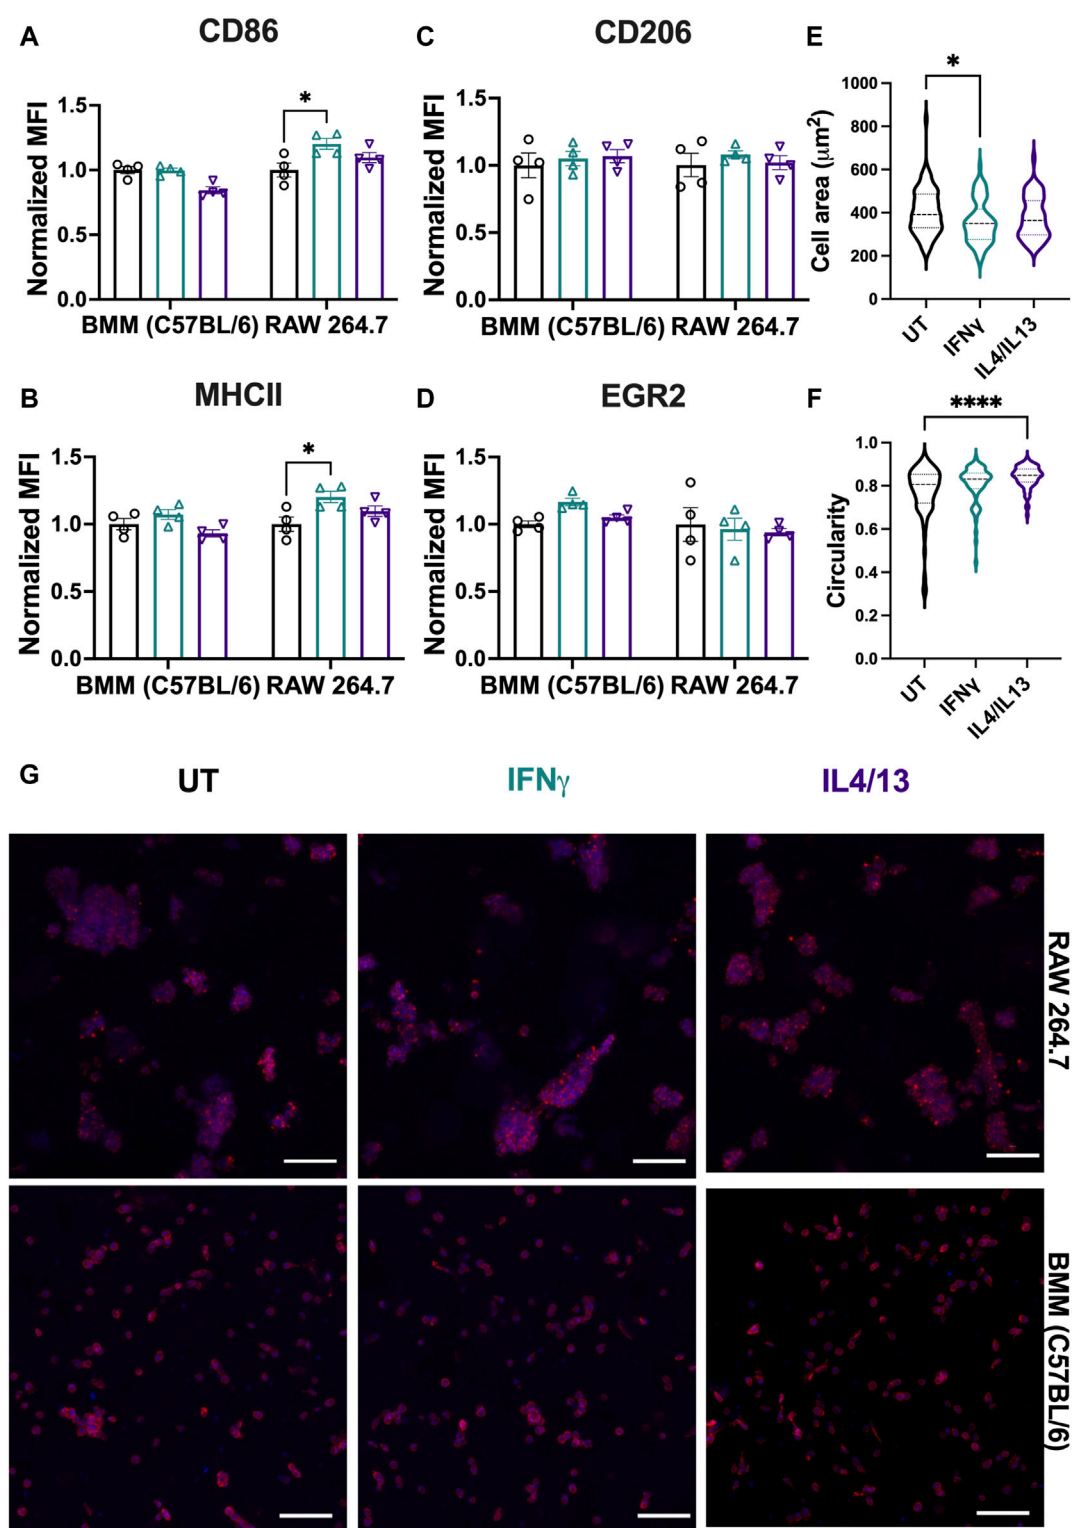 A
CD86
Normalized MFI
1.5
1.0
0.5
0.0
*
BMM (C57BL/6) RAW 264.7
C
CD206
Normalized MFI
1.5
1.0
0.5
0.0
BMM (C57BL/6) RAW 264.7
E
Cell area (μm²)
1000
800
600
400
200
0
*
UT
IFNγ
IL4/IL13
B
MHCII
Normalized MFI
1.5
1.0
0.5
0.0
*
BMM (C57BL/6) RAW 264.7
D
EGR2
Normalized MFI
1.5
1.0
0.5
0.0
BMM (C57BL/6) RAW 264.7
F
Circularity
1.0
0.8
0.6
0.4
0.2
0.0
****
UT
IFNγ
IL4/IL13
G
UT
IFNγ
IL4/13
RAW 264.7
BMM (C57BL/6)